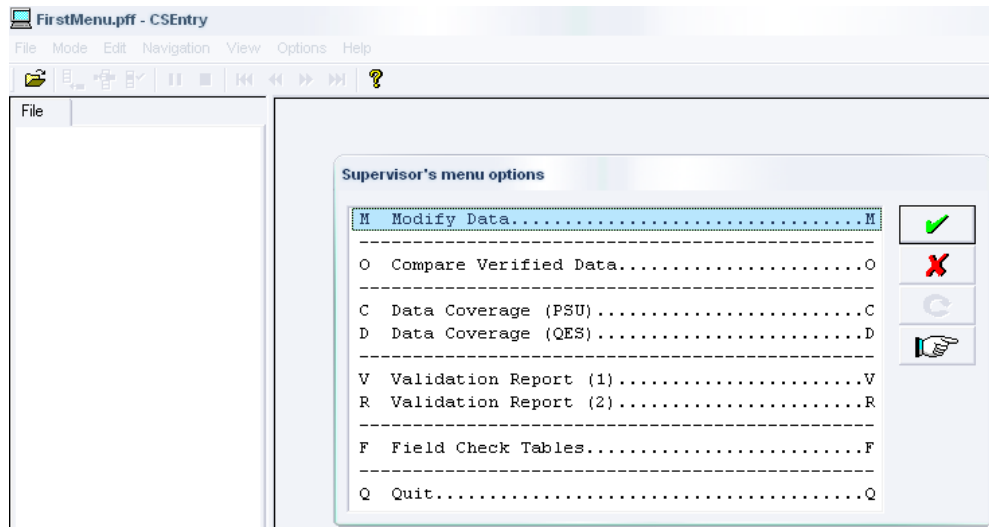 FirstMenu.pff - CSEntry
File Mode Edit Navigation View Options Help
File
Supervisor's menu options
M Modify Data.................................M
-------------------------------------------------
O Compare Verified Data.......................O
-------------------------------------------------
C Data Coverage (PSU).........................C
D Data Coverage (QES).........................D
-------------------------------------------------
V Validation Report (1).......................V
R Validation Report (2).......................R
-------------------------------------------------
F Field Check Tables..........................F
-------------------------------------------------
Q Quit........................................Q